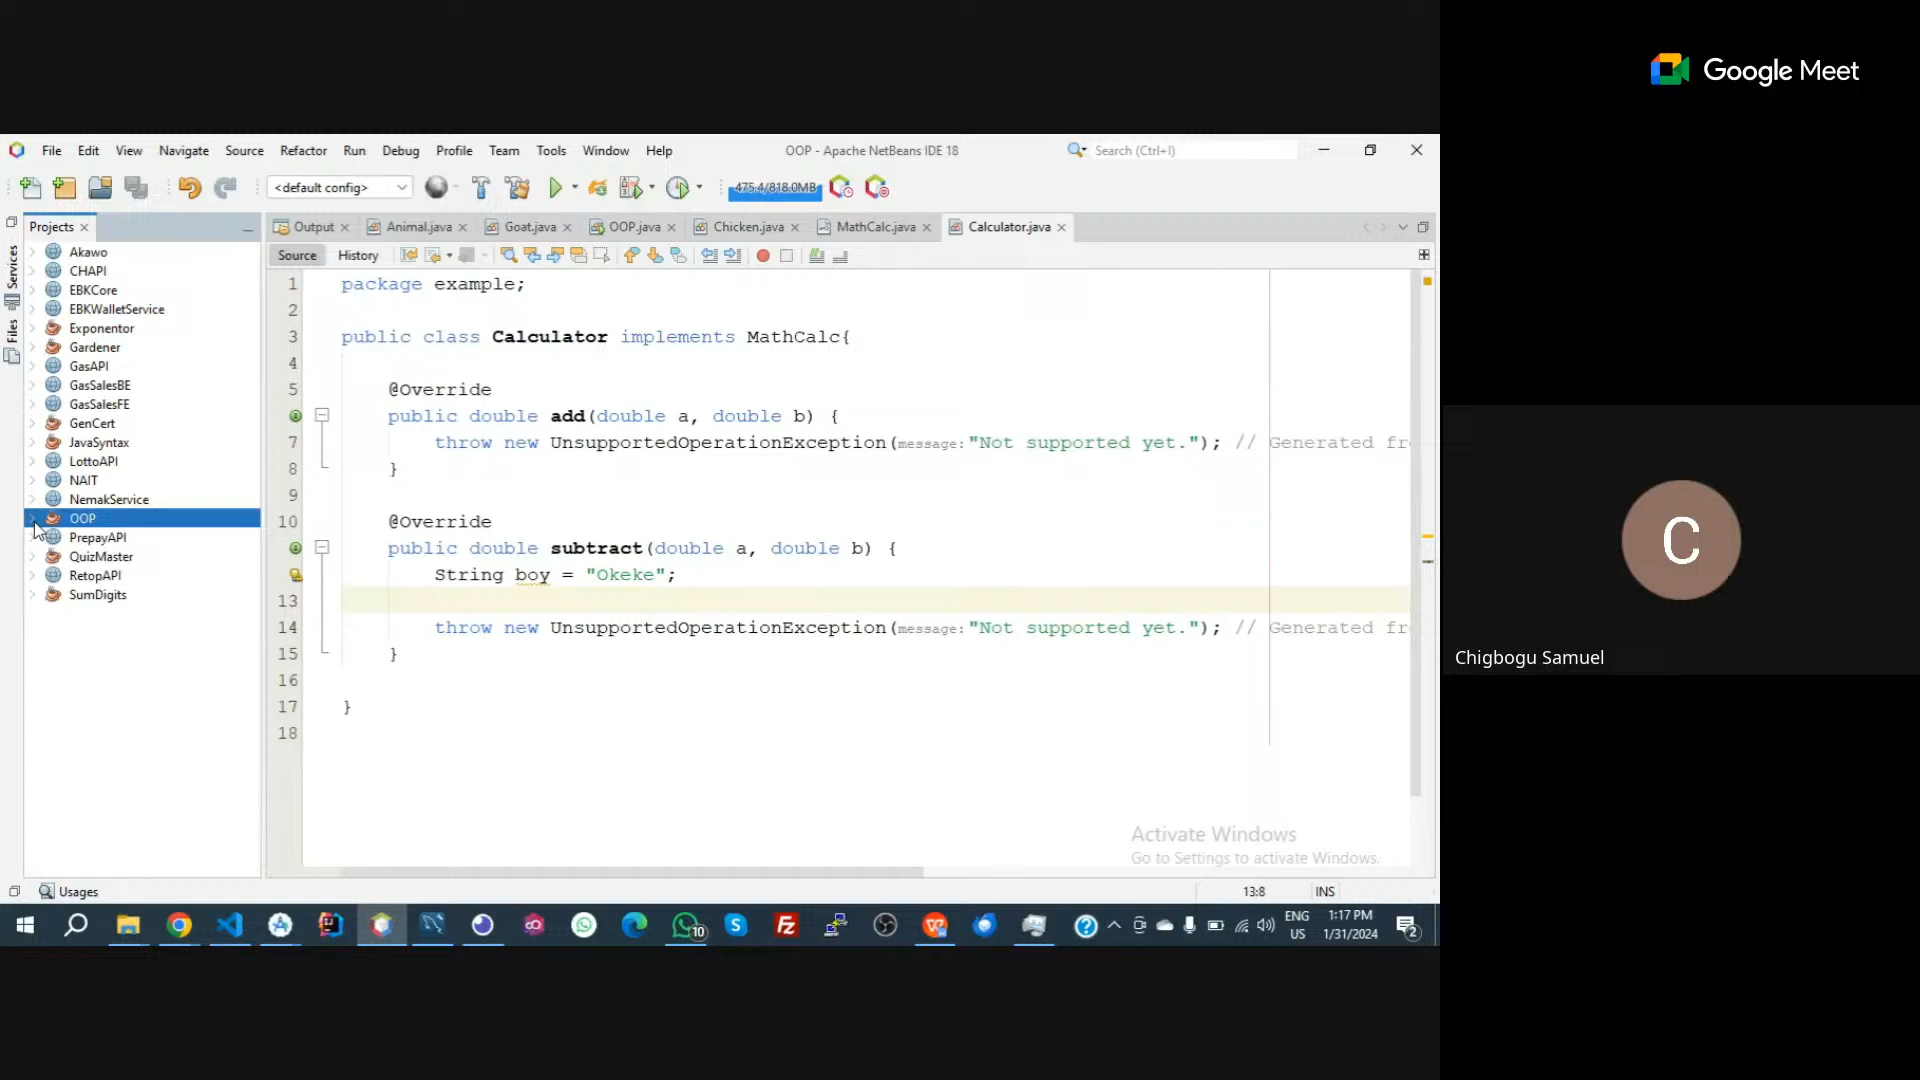 Google Meet
File Edit View Navigate Source Refactor Run Debug Profile Team Tools Window Help
OOP - Apache NetBeans IDE 18
Search (Ctrl+I)
<default config>
475.4/818.0MB
Projects
Output
Animal.java
Goat.java
OOP.java
Chicken.java
MathCalc.java
Calculator.java
Services
Files
Akawo
CHAPI
EBKCore
EBKWalletService
Exponentor
Gardener
GasAPI
GasSalesBE
GasSalesFE
GenCert
JavaSyntax
LottoAPI
NAIT
NemakService
OOP
PrepayAPI
QuizMaster
RetopAPI
SumDigits
Source History
1 package example;
2
3 public class Calculator implements MathCalc{
4
5 @Override
public double add(double a, double b) {
7 throw new UnsupportedOperationException(message:"Not supported yet."); // Generated fr
8 }
9
10 @Override
public double subtract(double a, double b) {
String boy = "Okeke";
13
14 throw new UnsupportedOperationException(message:"Not supported yet."); // Generated fr
15 }
16
17 }
18
Activate Windows
Go to Settings to activate Windows.
Usages
13:8
INS
10
ENG
US
1:17 PM
1/31/2024
2
C
Chigbogu Samuel